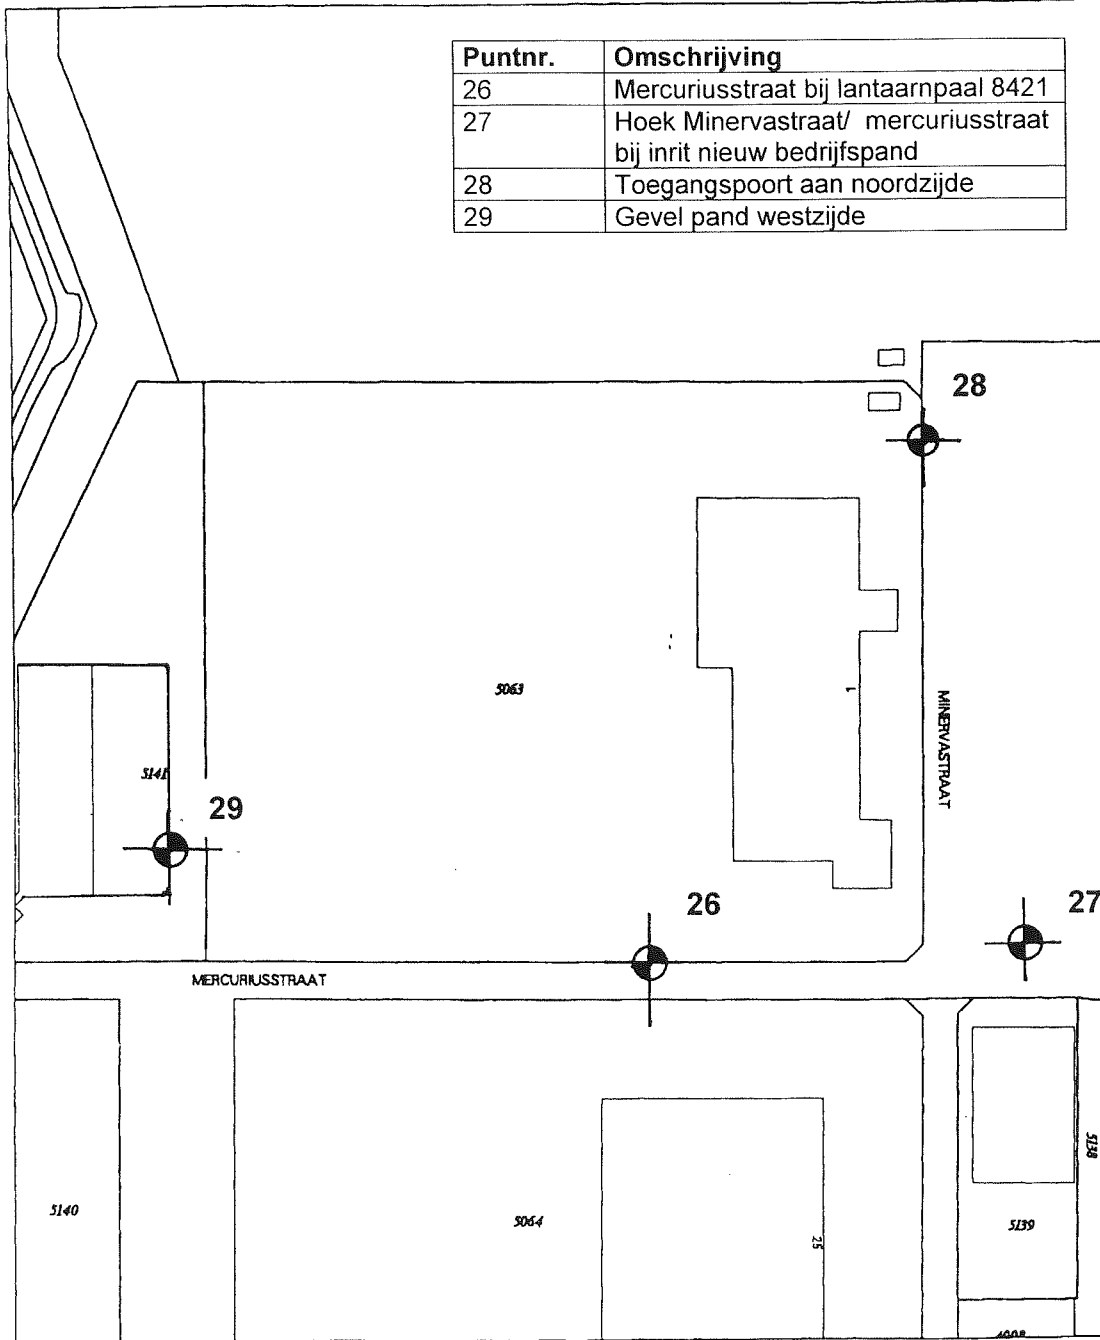 Puntnr. Omschrijving
26 Mercuriusstraat bij lantaarnpaal 8421
27 Hoek Minervastraat/ mercuriusstraat
bij inrit nieuw bedrijfspand
28 Toegangspoort aan noordzijde
29 Gevel pand westzijde
28
5063
1
MINERVASTRAAT
5141
29
26
27
MERCURIUSSTRAAT
5138
5140
5064
25
5139